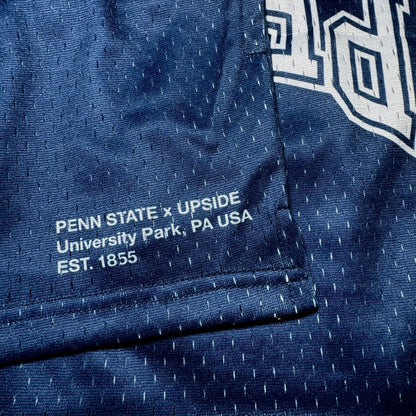 PENN STATE x UPSIDE
University Park, PA USA
EST. 1855